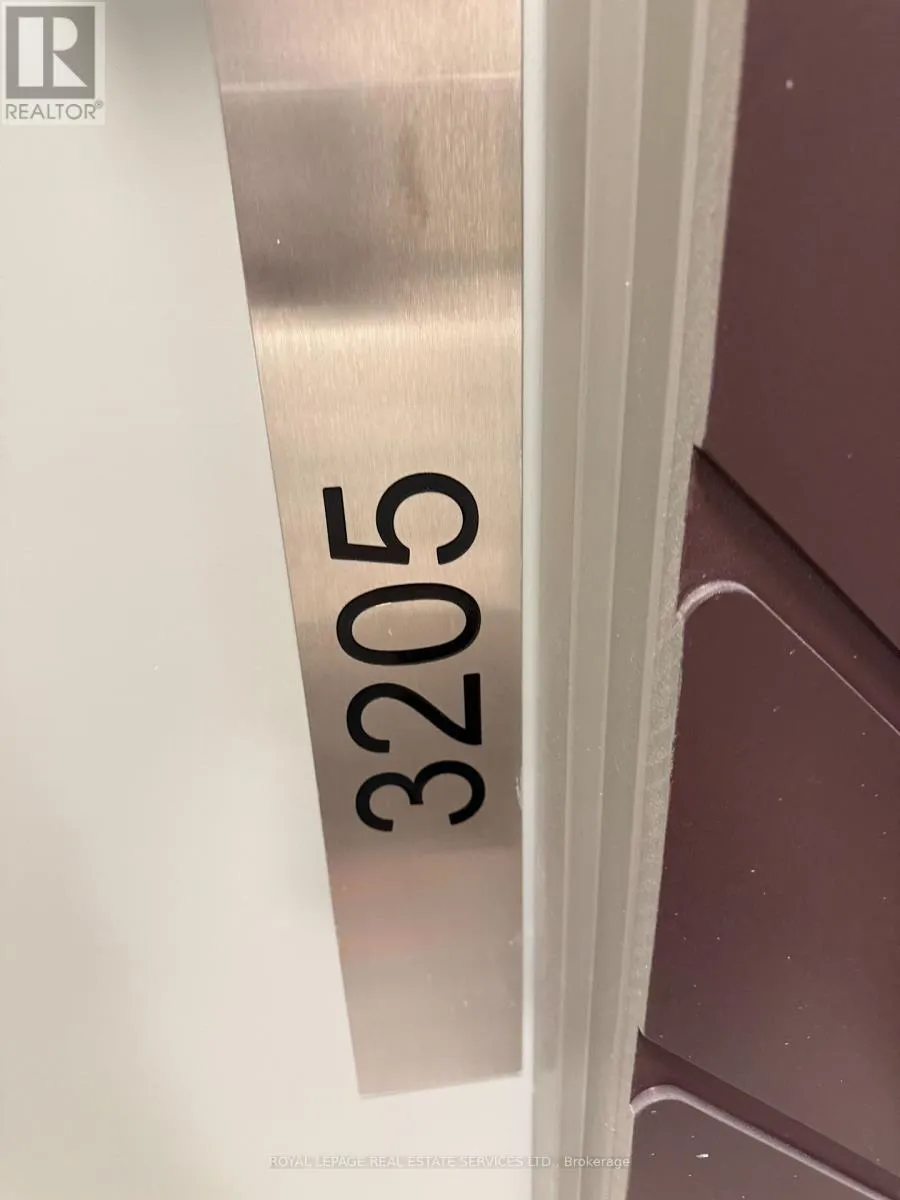 REALTOR®
3205
ROYAL LEPAGE REAL ESTATE SERVICES LTD., Brokerage